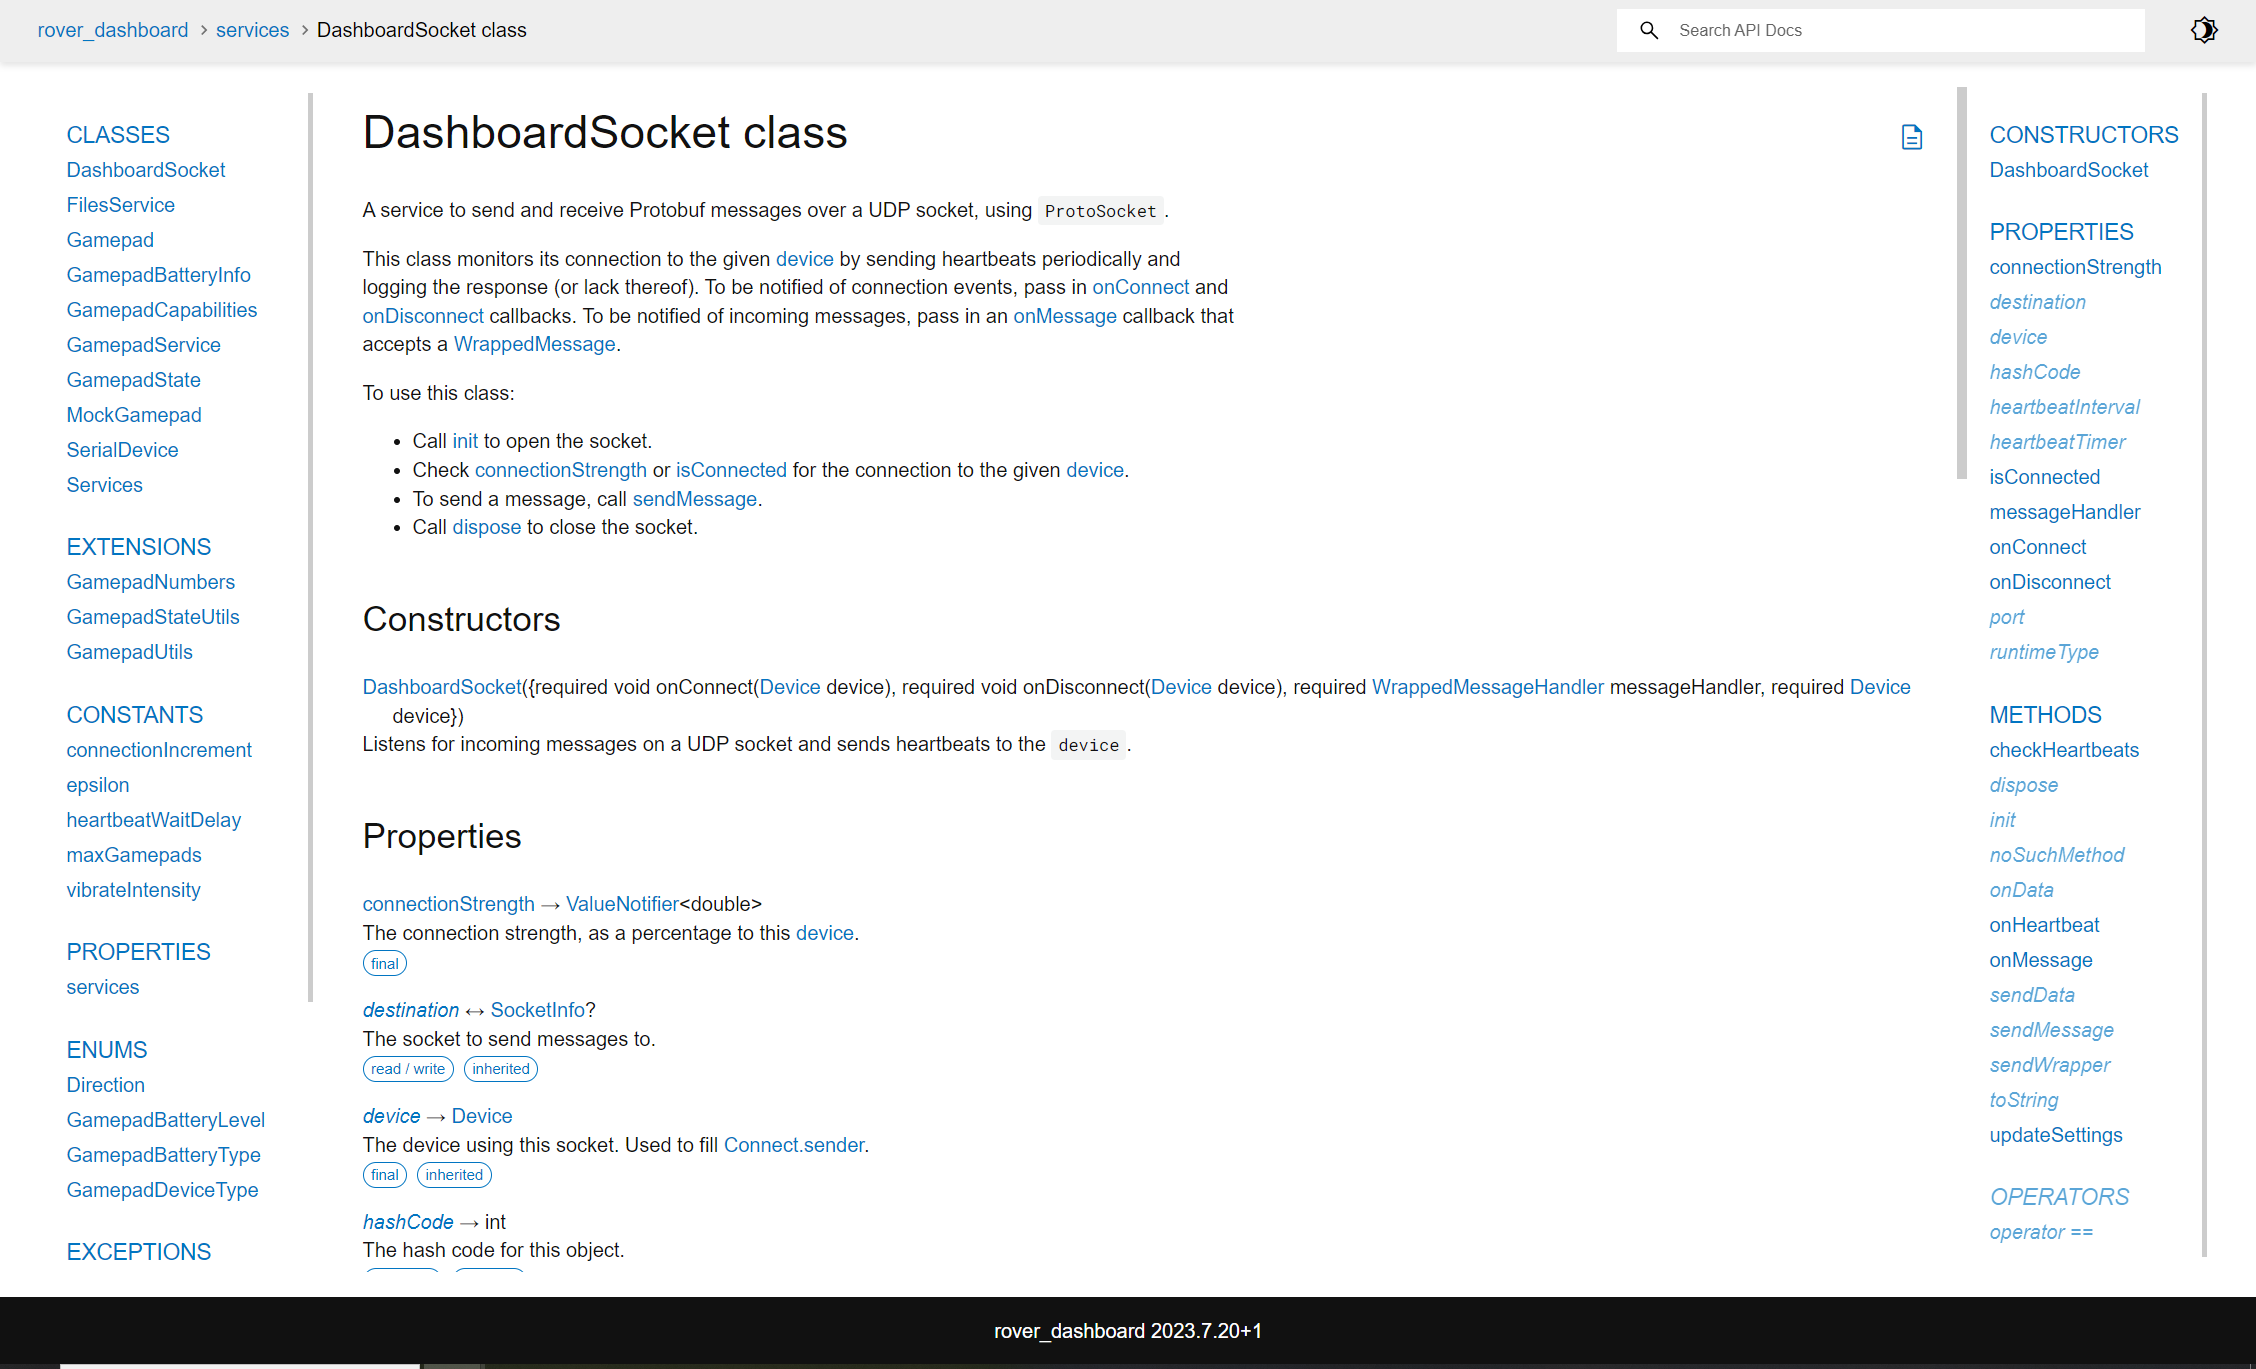 rover_dashboard > services > DashboardSocket class
Search API Docs
CLASSES
DashboardSocket
FilesService
Gamepad
GamepadBatteryInfo
GamepadCapabilities
GamepadService
GamepadState
MockGamepad
SerialDevice
Services
EXTENSIONS
GamepadNumbers
GamepadStateUtils
GamepadUtils
CONSTANTS
connectionIncrement
epsilon
heartbeatWaitDelay
maxGamepads
vibrateIntensity
PROPERTIES
services
ENUMS
Direction
GamepadBatteryLevel
GamepadBatteryType
GamepadDeviceType
EXCEPTIONS
DashboardSocket class
A service to send and receive Protobuf messages over a UDP socket, using ProtoSocket.
This class monitors its connection to the given device by sending heartbeats periodically and
logging the response (or lack thereof). To be notified of connection events, pass in onConnect and
onDisconnect callbacks. To be notified of incoming messages, pass in an onMessage callback that
accepts a WrappedMessage.
To use this class:
• Call init to open the socket.
• Check connectionStrength or isConnected for the connection to the given device.
• To send a message, call sendMessage.
• Call dispose to close the socket.
Constructors
DashboardSocket({required void onConnect(Device device), required void onDisconnect(Device device), required WrappedMessageHandler messageHandler, required Device
device})
Listens for incoming messages on a UDP socket and sends heartbeats to the device.
Properties
connectionStrength → ValueNotifier<double>
The connection strength, as a percentage to this device.
final
destination ↔ SocketInfo?
The socket to send messages to.
read / write inherited
device → Device
The device using this socket. Used to fill Connect.sender.
final inherited
hashCode → int
The hash code for this object.
CONSTRUCTORS
DashboardSocket
PROPERTIES
connectionStrength
destination
device
hashCode
heartbeatInterval
heartbeatTimer
isConnected
messageHandler
onConnect
onDisconnect
port
runtimeType
METHODS
checkHeartbeats
dispose
init
noSuchMethod
onData
onHeartbeat
onMessage
sendData
sendMessage
sendWrapper
toString
updateSettings
OPERATORS
operator ==
rover_dashboard 2023.7.20+1